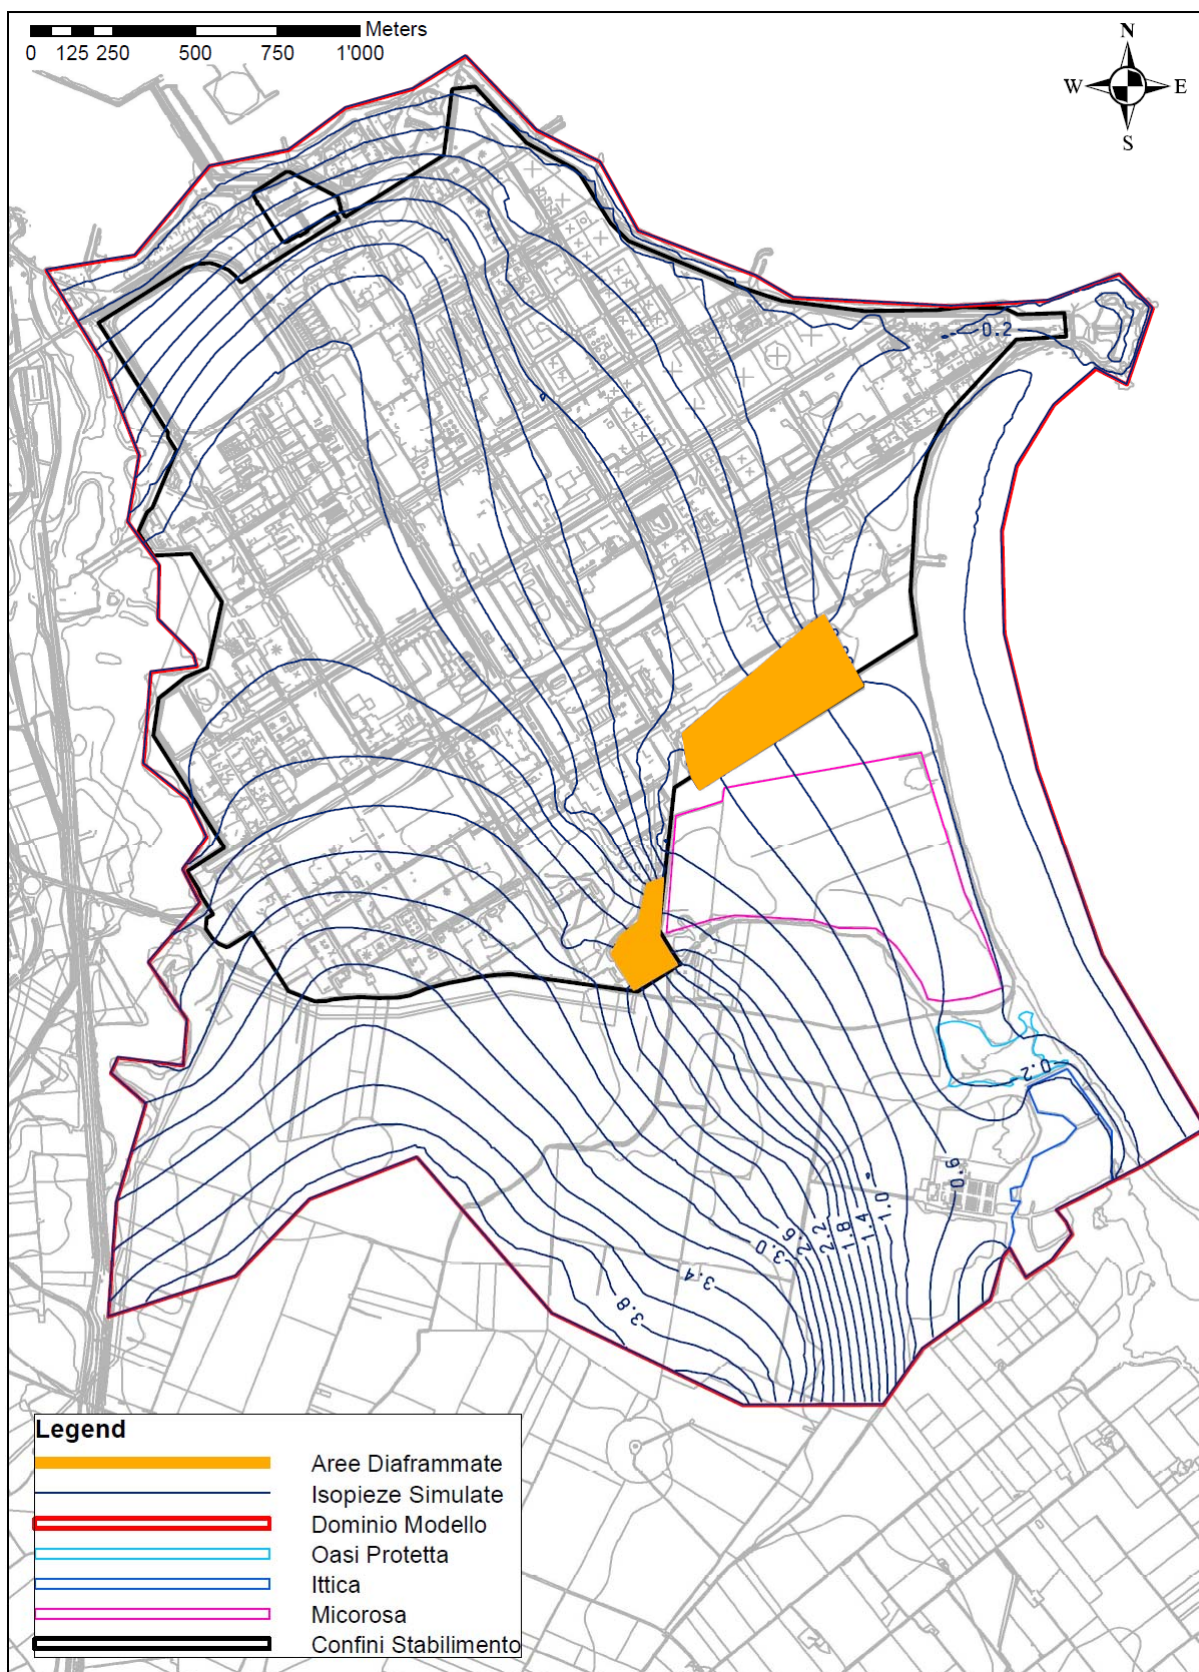 Meters
0 125 250 500 750 1'000
N
W E
S
0.2
0.2
0.6
1.0
1.4
1.8
2.2
2.6
3.0
3.4
3.8
Legend
Aree Diaframmate
Isopieze Simulate
Dominio Modello
Oasi Protetta
Ittica
Micorosa
Confini Stabilimento